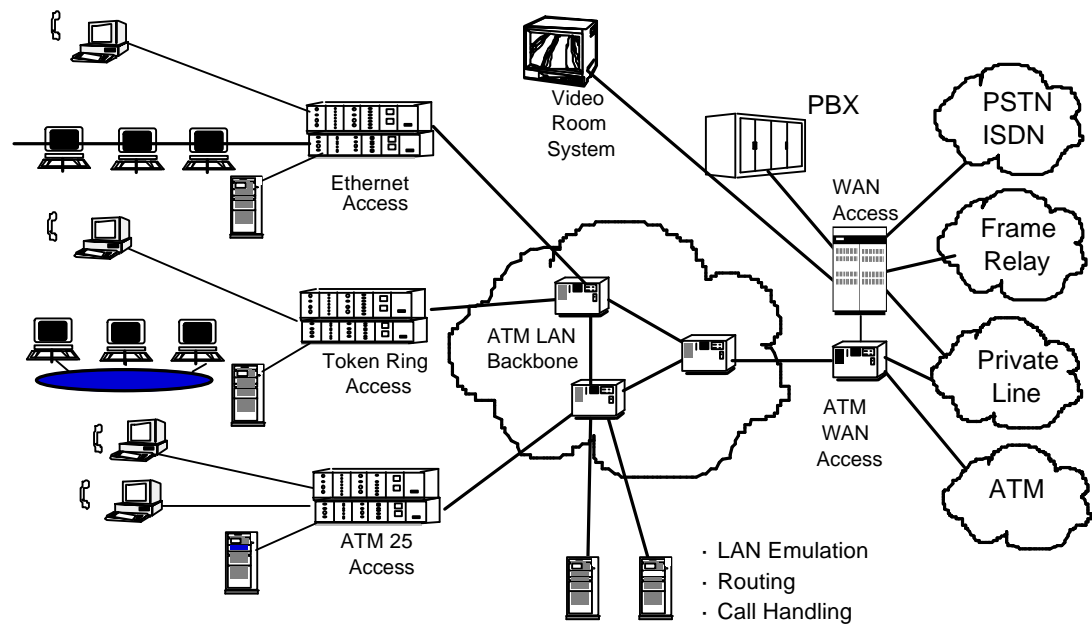 Video
Room
System
PBX
PSTN
ISDN
Ethernet
Access
WAN
Access
Frame
Relay
ATM LAN
Backbone
Token Ring
Access
Private
Line
ATM
WAN
Access
ATM
ATM 25
Access
· LAN Emulation
· Routing
· Call Handling